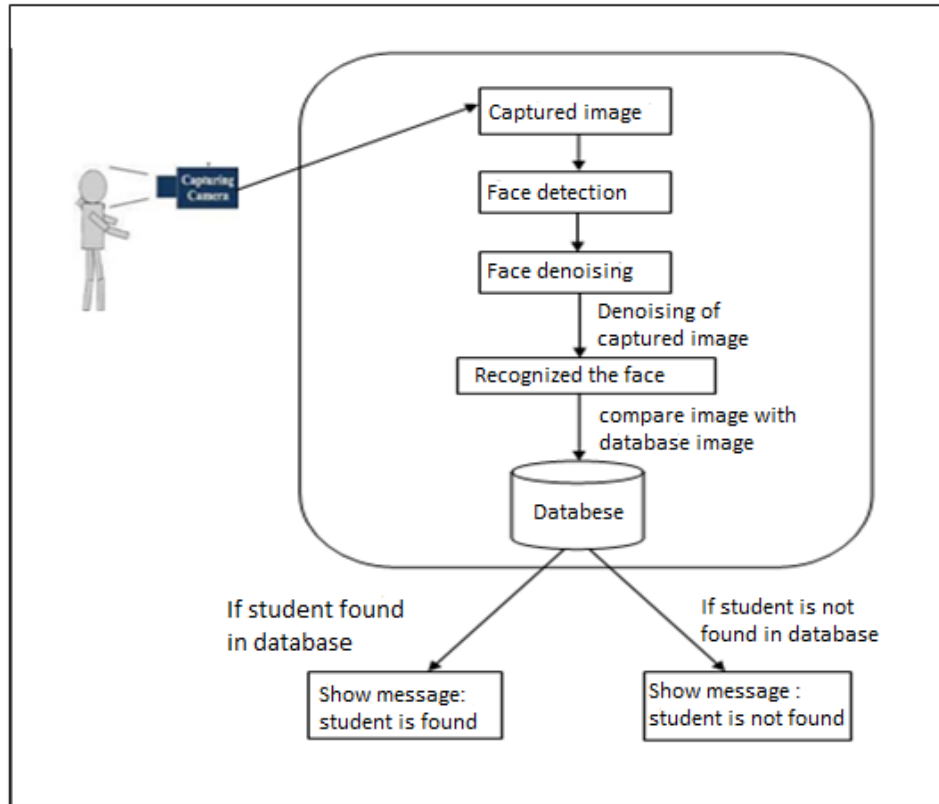 Capturing
Camera
Captured image
Face detection
Face denoising
Denoising of
captured image
Recognized the face
compare image with
database image
Databese
If student found
in database
If student is not
found in database
Show message:
student is found
Show message :
student is not found